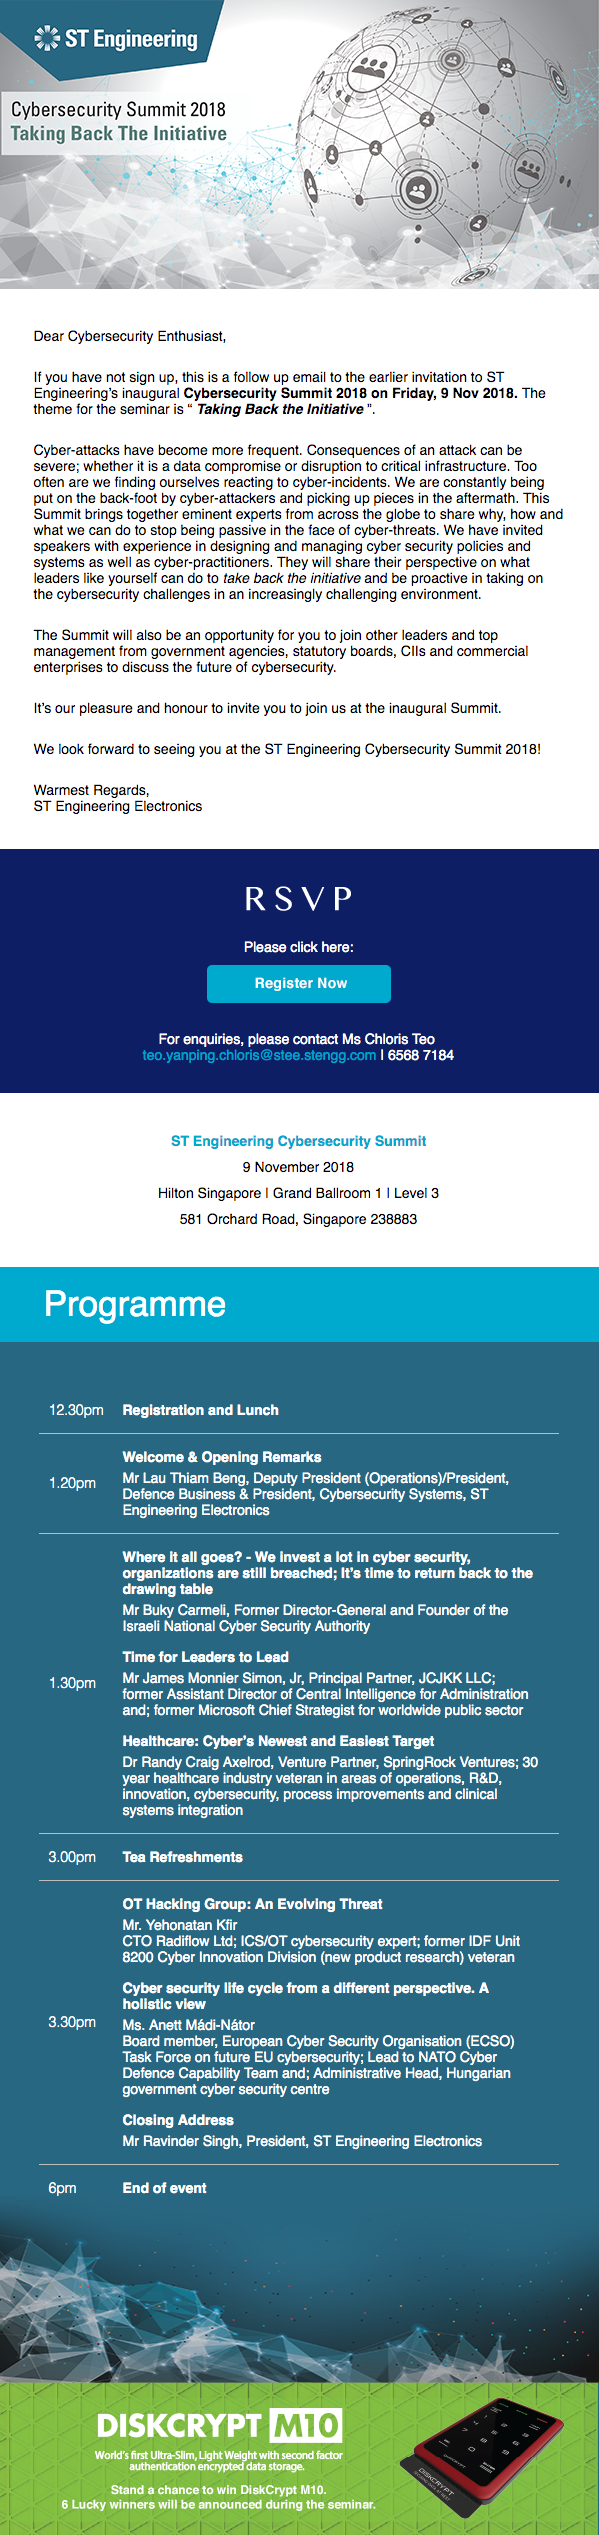 ST Engineering
Cybersecurity Summit 2018
Taking Back The Initiative
Dear Cybersecurity Enthusiast,
If you have not sign up, this is a follow up email to the earlier invitation to ST
Engineering's inaugural Cybersecurity Summit 2018 on Friday, 9 Nov 2018. The
theme for the seminar is “ Taking Back the Initiative ”.
Cyber-attacks have become more frequent. Consequences of an attack can be
severe; whether it is a data compromise or disruption to critical infrastructure. Too
often are we finding ourselves reacting to cyber-incidents. We are constantly being
put on the back-foot by cyber-attackers and picking up pieces in the aftermath. This
Summit brings together eminent experts from across the globe to share why, how and
what we can do to stop being passive in the face of cyber-threats. We have invited
speakers with experience in designing and managing cyber security policies and
systems as well as cyber-practitioners. They will share their perspective on what
leaders like yourself can do to take back the initiative and be proactive in taking on
the cybersecurity challenges in an increasingly challenging environment.
The Summit will also be an opportunity for you to join other leaders and top
management from government agencies, statutory boards, CIIs and commercial
enterprises to discuss the future of cybersecurity.
It's our pleasure and honour to invite you to join us at the inaugural Summit.
We look forward to seeing you at the ST Engineering Cybersecurity Summit 2018!
Warmest Regards,
ST Engineering Electronics
RSVP
Please click here:
Register Now
For enquiries, please contact Ms Chloris Teo
teo.yanping.chloris@stee.stengg.com | 6568 7184
ST Engineering Cybersecurity Summit
9 November 2018
Hilton Singapore | Grand Ballroom 1 | Level 3
581 Orchard Road, Singapore 238883
Programme
12.30pm Registration and Lunch
1.20pm
Welcome & Opening Remarks
Mr Lau Thiam Beng, Deputy President (Operations)/President,
Defence Business & President, Cybersecurity Systems, ST
Engineering Electronics
1.30pm
Where it all goes? - We invest a lot in cyber security,
organizations are still breached; It's time to return back to the
drawing table
Mr Buky Carmeli, Former Director-General and Founder of the
Israeli National Cyber Security Authority
Time for Leaders to Lead
Mr James Monnier Simon, Jr, Principal Partner, JCJKK LLC;
former Assistant Director of Central Intelligence for Administration
and; former Microsoft Chief Strategist for worldwide public sector
Healthcare: Cyber's Newest and Easiest Target
Dr Randy Craig Axelrod, Venture Partner, SpringRock Ventures; 30
year healthcare industry veteran in areas of operations, R&D,
innovation, cybersecurity, process improvements and clinical
systems integration
3.00pm Tea Refreshments
3.30pm
OT Hacking Group: An Evolving Threat
Mr. Yehonatan Kfir
CTO Radiflow Ltd; ICS/OT cybersecurity expert; former IDF Unit
8200 Cyber Innovation Division (new product research) veteran
Cyber security life cycle from a different perspective. A
holistic view
Ms. Anett Mádi-Nátor
Board member, European Cyber Security Organisation (ECSO)
Task Force on future EU cybersecurity; Lead to NATO Cyber
Defence Capability Team and; Administrative Head, Hungarian
government cyber security centre
Closing Address
Mr Ravinder Singh, President, ST Engineering Electronics
6pm End of event
DISKCRYPT M10
World's first Ultra-Slim, Light Weight with second factor
authentication encrypted data storage.
Stand a chance to win DiskCrypt M10.
6 Lucky winners will be announced during the seminar.
DISKCRYPT